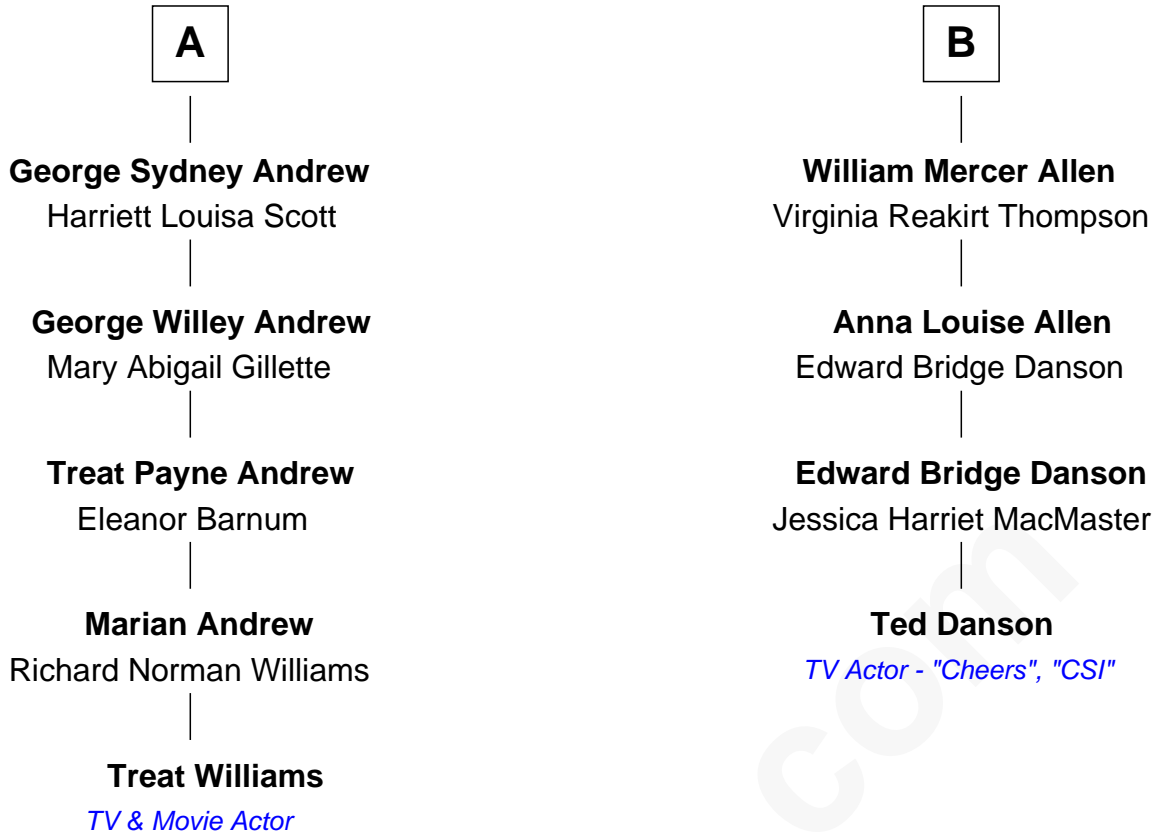 A
George Sydney Andrew
Harriett Louisa Scott
George Willey Andrew
Mary Abigail Gillette
Treat Payne Andrew
Eleanor Barnum
Marian Andrew
Richard Norman Williams
Treat Williams
TV & Movie Actor
B
William Mercer Allen
Virginia Reakirt Thompson
Anna Louise Allen
Edward Bridge Danson
Edward Bridge Danson
Jessica Harriet MacMaster
Ted Danson
TV Actor - "Cheers", "CSI"
com